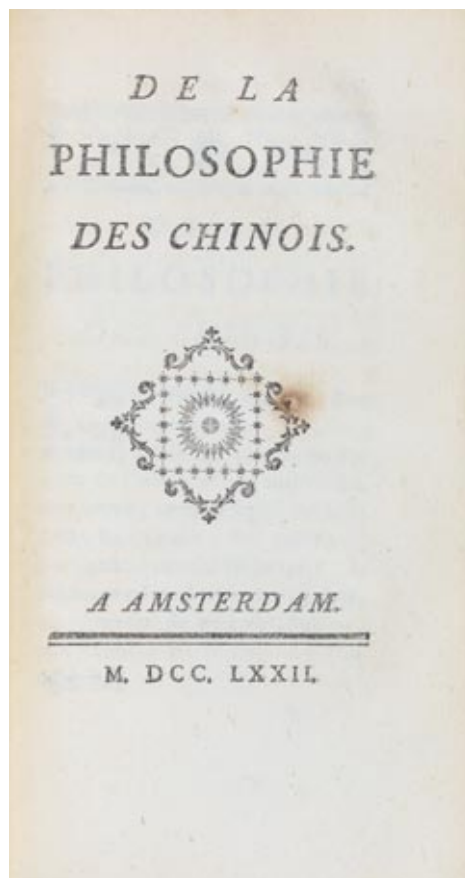 DE LA
PHILOSOPHIE
DES CHINOIS.
A AMSTERDAM.
M. DCC. LXXII.